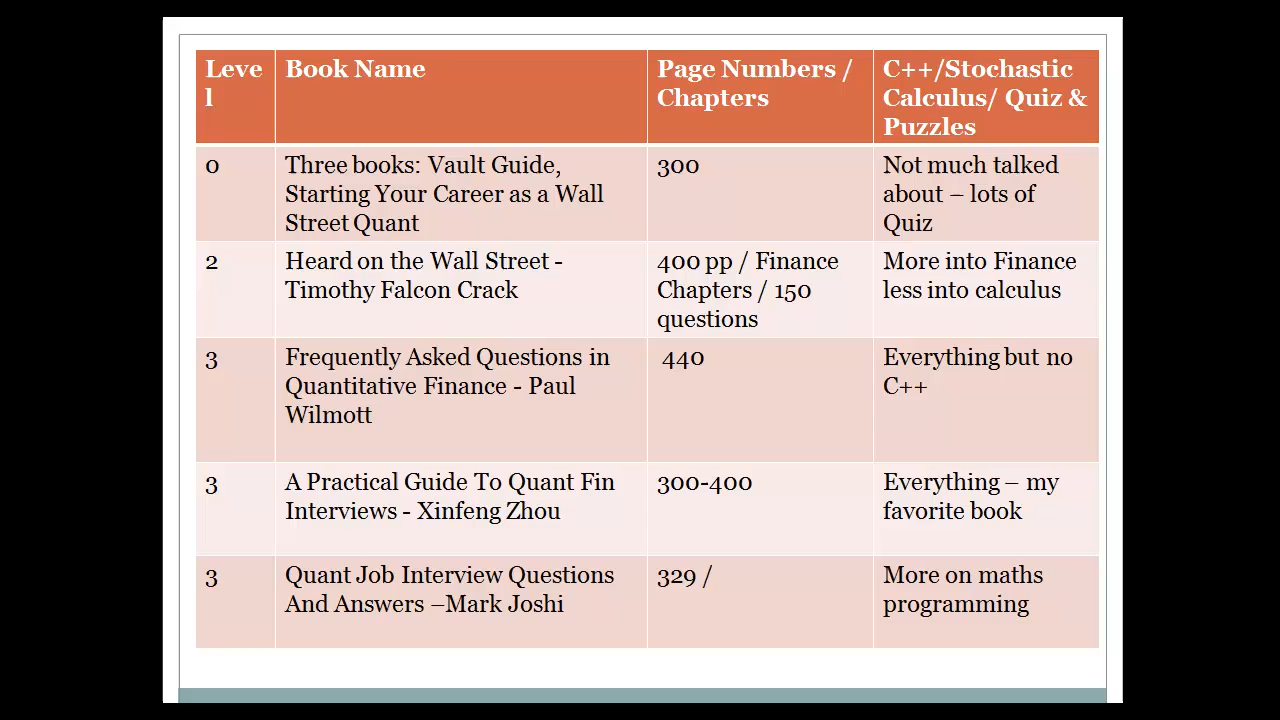 Leve
l
Book Name
Page Numbers /
Chapters
C++/Stochastic
Calculus/ Quiz &
Puzzles
0
Three books: Vault Guide,
Starting Your Career as a Wall
Street Quant
300
Not much talked
about – lots of
Quiz
2
Heard on the Wall Street -
Timothy Falcon Crack
400 pp / Finance
Chapters / 150
questions
More into Finance
less into calculus
3
Frequently Asked Questions in
Quantitative Finance - Paul
Wilmott
440
Everything but no
C++
3
A Practical Guide To Quant Fin
Interviews - Xinfeng Zhou
300-400
Everything – my
favorite book
3
Quant Job Interview Questions
And Answers –Mark Joshi
329 /
More on maths
programming